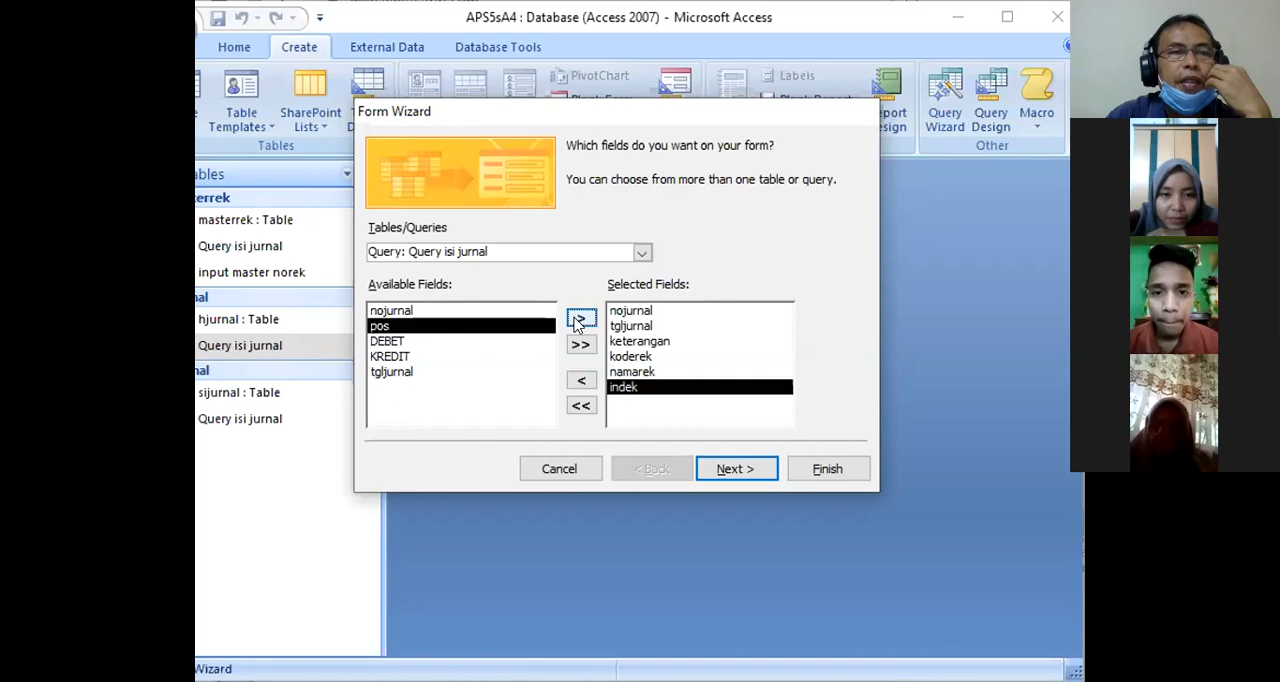 APS5sA4 : Database (Access 2007) - Microsoft Access
Home
Create
External Data
Database Tools
Table
Templates
SharePoint
Lists
Tables
PivotChart
Labels
Query
Wizard
Query
Design
Macro
Other
masterrek : Table
Query isi jurnal
input master norek
hjurnal : Table
Query isi jurnal
sijurnal : Table
Query isi jurnal
Form Wizard
Which fields do you want on your form?
You can choose from more than one table or query.
Tables/Queries
Query: Query isi jurnal
Available Fields:
nojurnal
pos
DEBET
KREDIT
tgljurnal
>
>>
<
<<
Selected Fields:
nojurnal
tgljurnal
keterangan
koderek
namarek
indek
Cancel
< Back
Next >
Finish
Wizard